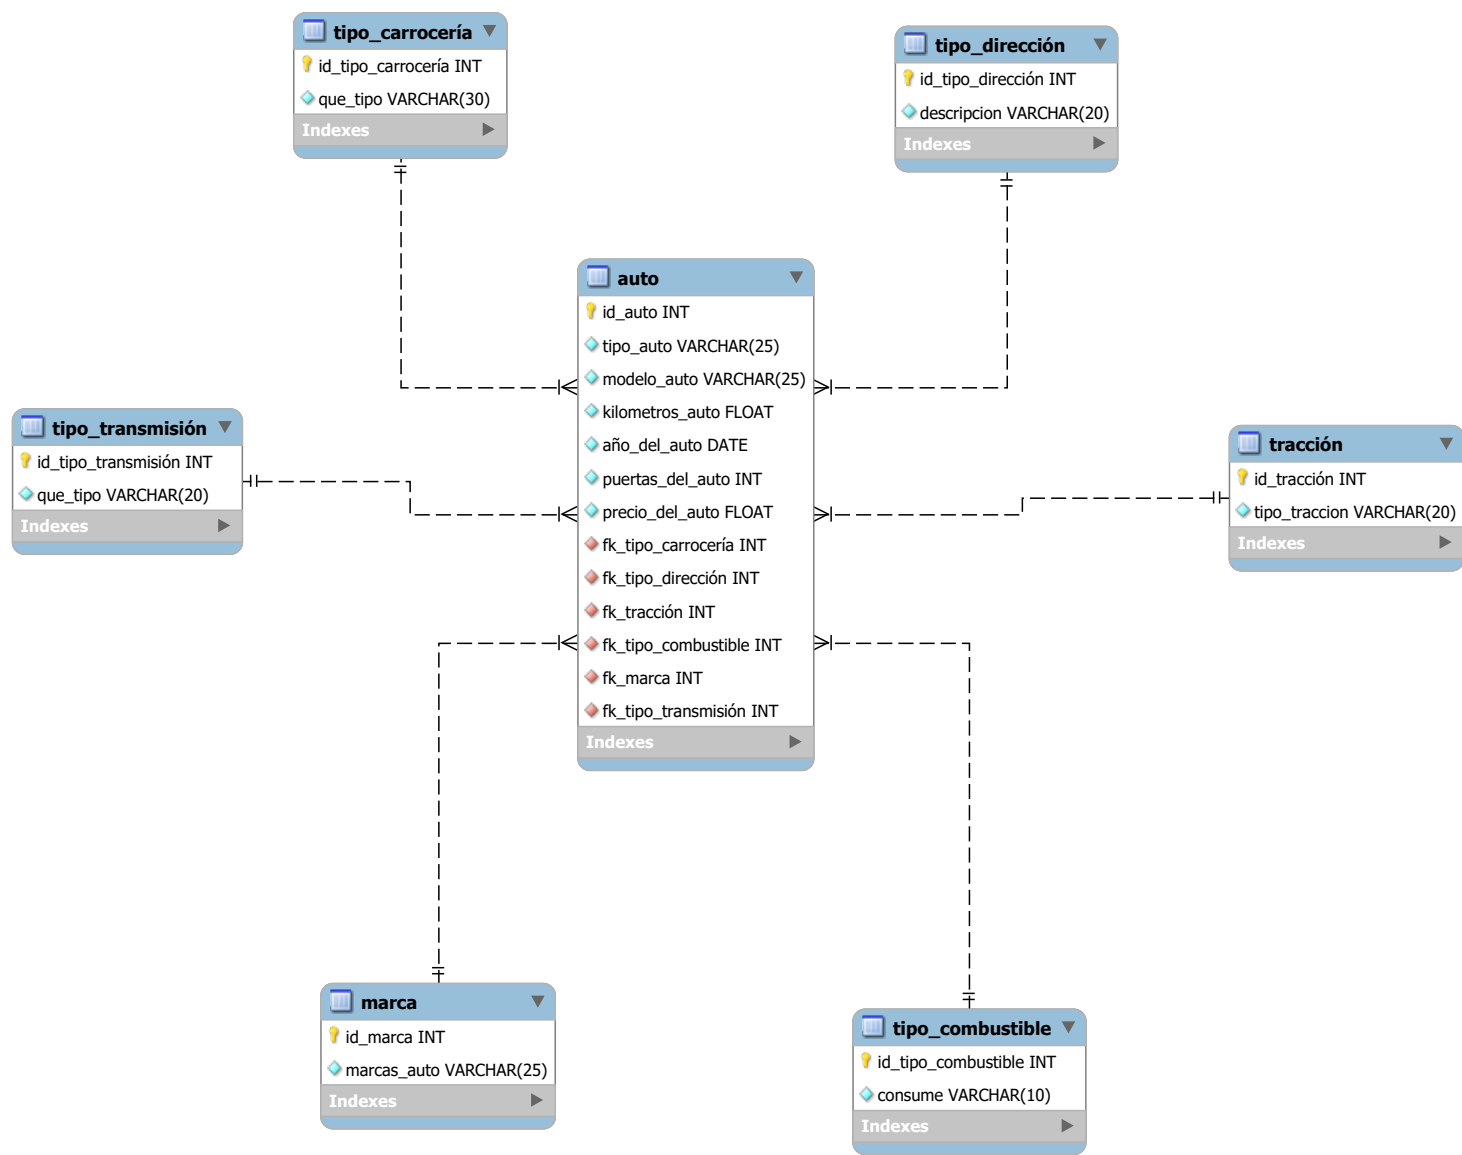 tipo_carrocería
id_tipo_carrocería INT
que_tipo VARCHAR(30)
Indexes
tipo_dirección
id_tipo_dirección INT
descripcion VARCHAR(20)
Indexes
auto
id_auto INT
tipo_auto VARCHAR(25)
modelo_auto VARCHAR(25)
kilometros_auto FLOAT
año_del_auto DATE
puertas_del_auto INT
precio_del_auto FLOAT
fk_tipo_carrocería INT
fk_tipo_dirección INT
fk_tracción INT
fk_tipo_combustible INT
fk_marca INT
fk_tipo_transmisión INT
Indexes
tipo_transmisión
id_tipo_transmisión INT
que_tipo VARCHAR(20)
Indexes
tracción
id_tracción INT
tipo_traccion VARCHAR(20)
Indexes
marca
id_marca INT
marcas_auto VARCHAR(25)
Indexes
tipo_combustible
id_tipo_combustible INT
consume VARCHAR(10)
Indexes